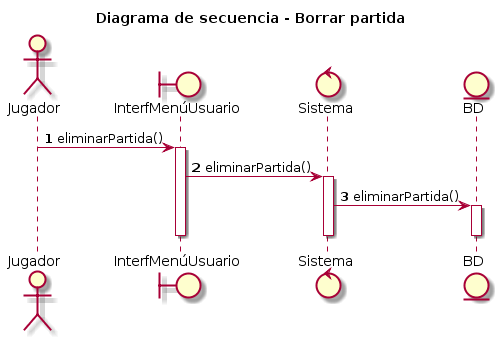 Diagrama de secuencia - Borrar partida
Jugador InterfMenúUsuario Sistema BD
1 eliminarPartida()
2 eliminarPartida()
3 eliminarPartida()
Jugador InterfMenúUsuario Sistema BD